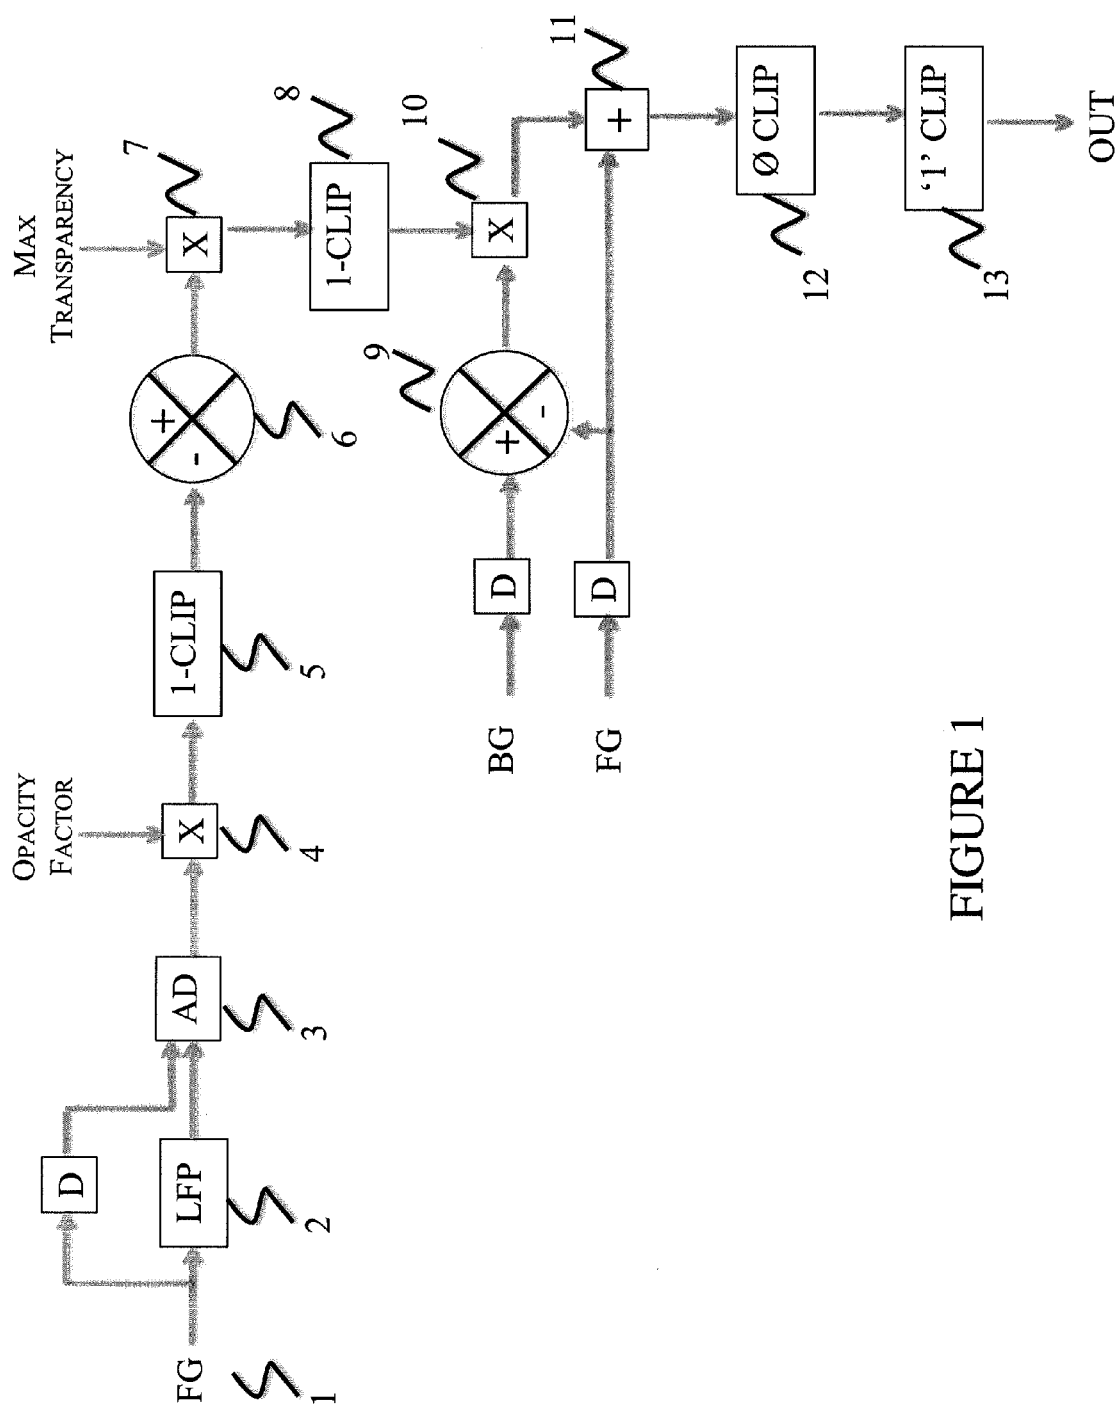 MAX
TRANSPARENCY
OPACITY
FACTOR
FG
1
D
LFP
2
AD
3
X
4
1-CLIP
5
-
+
6
X
7
1-CLIP
8
BG
D
+
-
9
X
10
FG
D
+
11
Ø CLIP
12
‘1’ CLIP
13
OUT
FIGURE 1